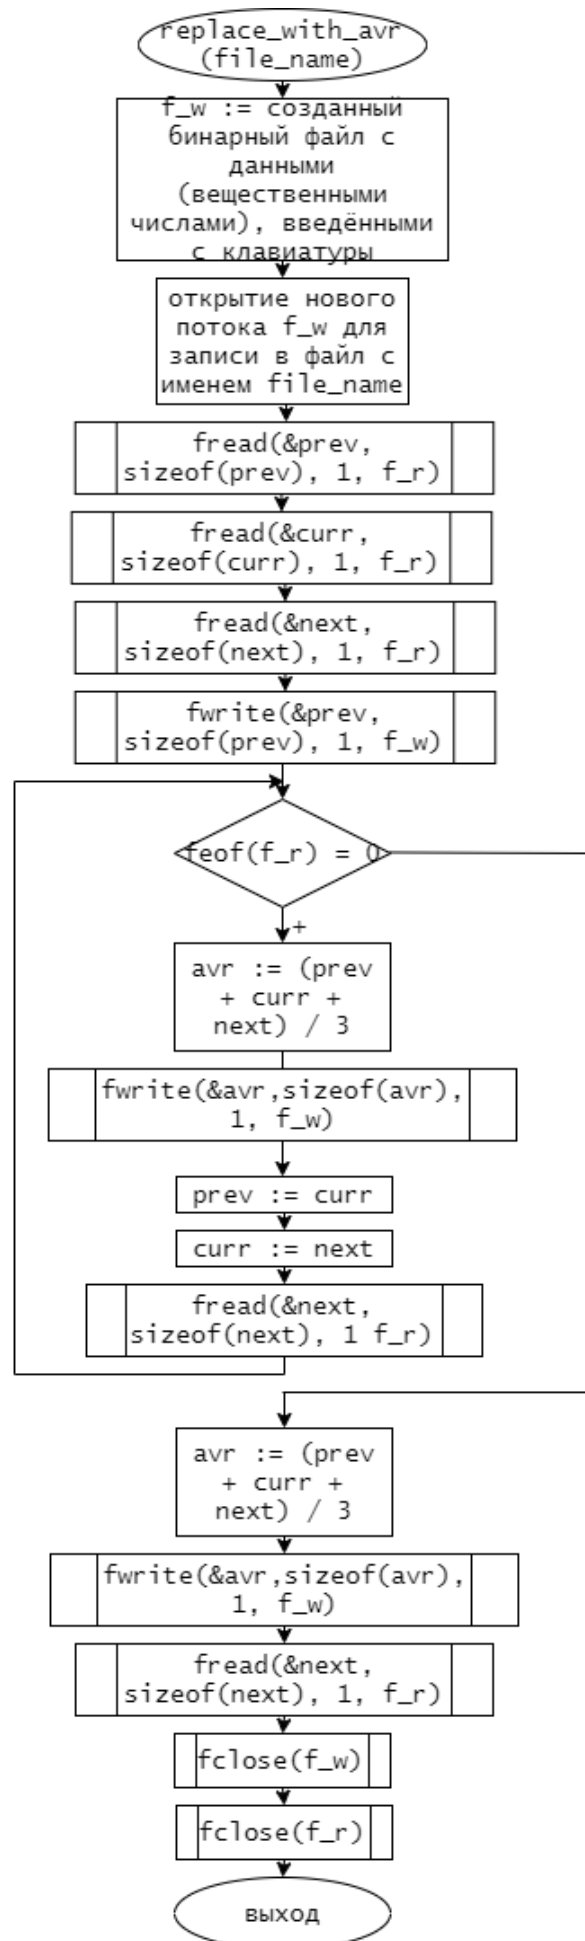 replace_with_avr
(file_name)
f_w := созданный
бинарный файл с
данными
(вещественными
числами), введёнными
с клавиатуры
открытие нового
потока f_w для
записи в файл с
именем file_name
fread(&prev,
sizeof(prev), 1, f_r)
fread(&curr,
sizeof(curr), 1, f_r)
fread(&next,
sizeof(next), 1, f_r)
fwrite(&prev,
sizeof(prev), 1, f_w)
feof(f_r) = 0
+
avr := (prev
+ curr +
next) / 3
fwrite(&avr,sizeof(avr),
1, f_w)
prev := curr
curr := next
fread(&next,
sizeof(next), 1 f_r)
avr := (prev
+ curr +
next) / 3
fwrite(&avr,sizeof(avr),
1, f_w)
fread(&next,
sizeof(next), 1, f_r)
fclose(f_w)
fclose(f_r)
выход